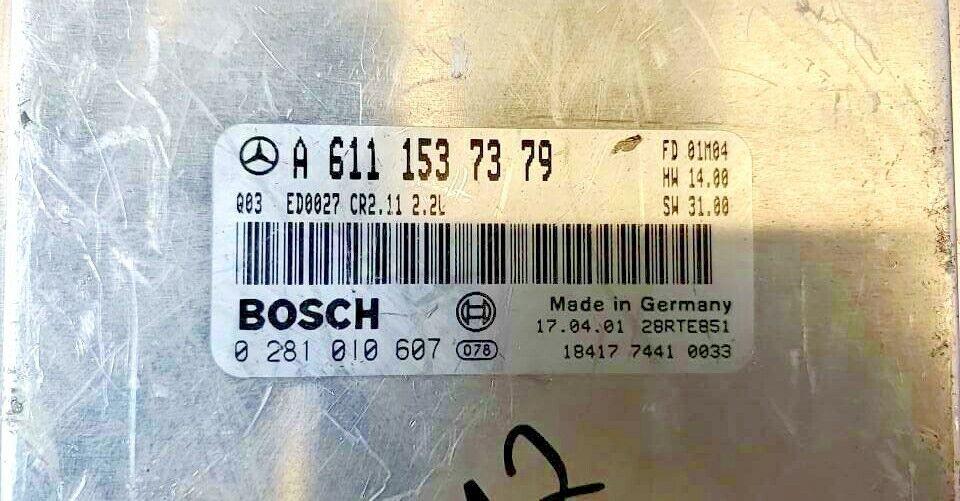 A 611 153 73 79
FD 01M04
HW 14.00
Q03 ED0027 CR2.11 2.2L
SW 31.00
BOSCH
Made in Germany
17.04.01 28RTE851
0 281 010 607 078
18417 7441 0033